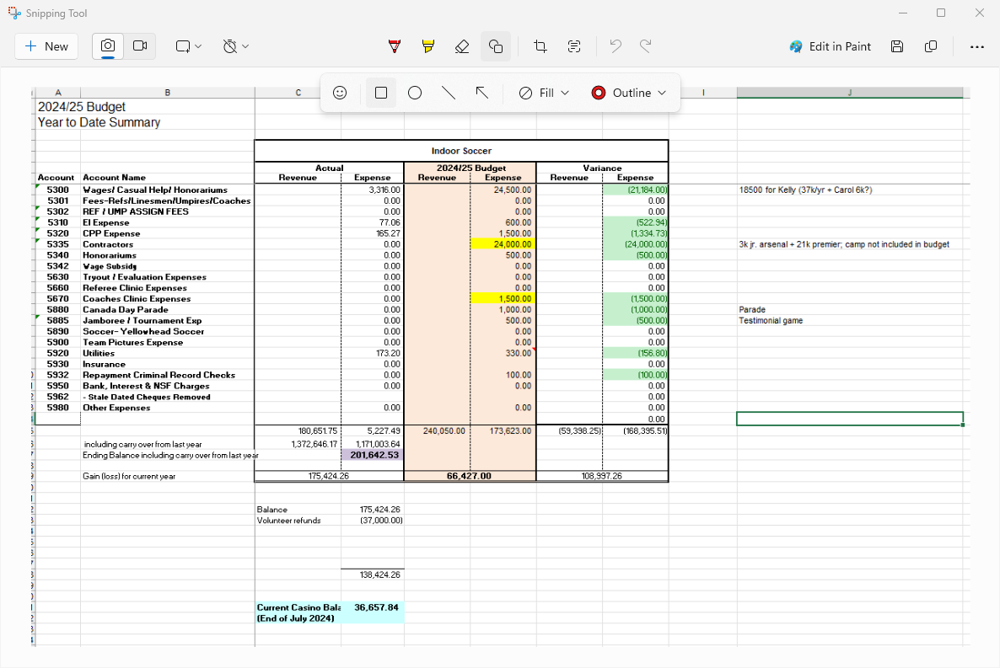 Snipping Tool
New
Edit in Paint
Fill
Outline
A B C I J
2024/25 Budget
Year to Date Summary
Indoor Soccer
Actual 2024/25 Budget Variance
Account Account Name Revenue Expense Revenue Expense Revenue Expense
5300 Wages/ Casual Help/ Honorariums 3,316.00 24,500.00 (21,184.00) 18500 for Kelly (37k/yr + Carol 6k?)
5301 Fees-Refs/Linesmen/Umpires/Coaches 0.00 0.00 0.00
5302 REF / UMP ASSIGN FEES 0.00 0.00 0.00
5310 EI Expense 77.06 600.00 (522.94)
5320 CPP Expense 165.27 1,500.00 (1,334.73)
5335 Contractors 0.00 24,000.00 (24,000.00) 3k jr. arsenal + 21k premier; camp not included in budget
5340 Honorariums 0.00 500.00 (500.00)
5342 Wage Subsidy 0.00 0.00 0.00
5630 Tryout / Evaluation Expenses 0.00 0.00 0.00
5660 Referee Clinic Expenses 0.00 0.00 0.00
5670 Coaches Clinic Expenses 0.00 1,500.00 (1,500.00)
5880 Canada Day Parade 0.00 1,000.00 (1,000.00) Parade
5885 Jamboree / Tournament Exp 0.00 500.00 (500.00) Testimonial game
5890 Soccer- Yellowhead Soccer 0.00 0.00 0.00
5900 Team Pictures Expense 0.00 0.00 0.00
5920 Utilities 173.20 330.00 (156.80)
5930 Insurance 0.00 0.00
5932 Repayment Criminal Record Checks 0.00 100.00 (100.00)
5950 Bank, Interest & NSF Charges 0.00 0.00 0.00
5962 - Stale Dated Cheques Removed 0.00
5980 Other Expenses 0.00 0.00 0.00
0.00
180,651.75 5,227.49 240,050.00 173,623.00 (59,398.25) (168,395.51)
including carry over from last year 1,372,646.17 1,171,003.64
Ending Balance including carry over from last year 201,642.53
Gain (loss) for current year 175,424.26 66,427.00 108,997.26
Balance 175,424.26
Volunteer refunds (37,000.00)
138,424.26
Current Casino Bala 36,657.84
(End of July 2024)